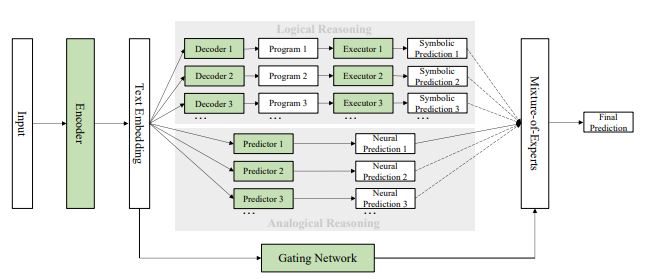 Logical Reasoning
Input
Encoder
Text Embedding
Decoder 1
Program 1
Executor 1
Symbolic
Prediction 1
Decoder 2
Program 2
Executor 2
Symbolic
Prediction 2
Decoder 3
Program 3
Executor 3
Symbolic
Prediction 3
... ... ... ...
Predictor 1
Neural
Prediction 1
Predictor 2
Neural
Prediction 2
Predictor 3
Neural
Prediction 3
... ...
Analogical Reasoning
Gating Network
Mixture-of-Experts
Final
Prediction